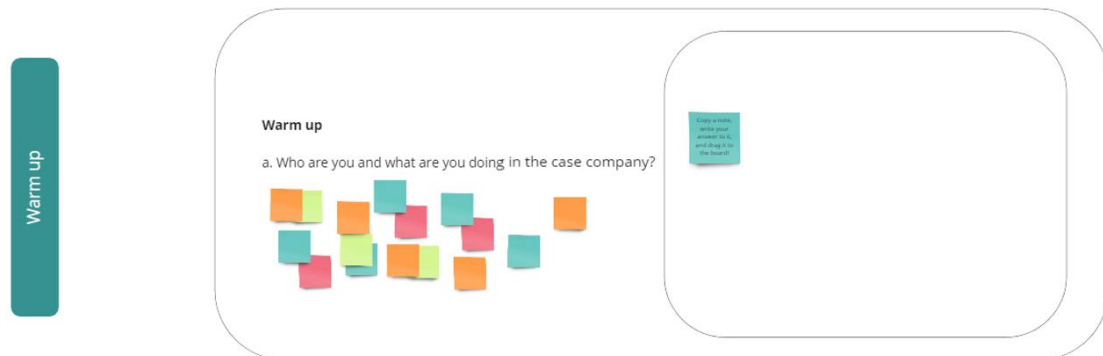 Warm up
Warm up
a. Who are you and what are you doing in the case company?
Copy a note,
write your
answer to it,
and drag it to
the board!